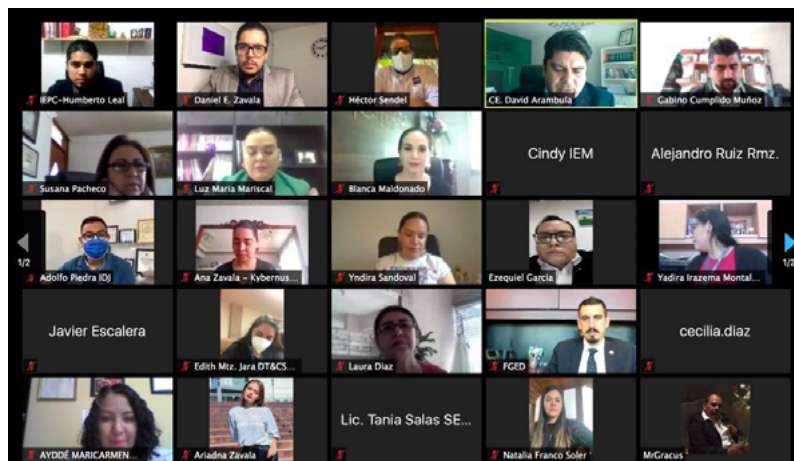 IEPC-Humberto Leal
Daniel E. Zavala
Héctor Sendel
CE. David Arambula
Gabino Cumplido Muñoz
Susana Pacheco
Luz María Mariscal
Blanca Maldonado
Cindy IEM
Alejandro Ruiz Rmz.
1/2
1/2
Adolfo Piedra IDJ
Ana Zavala - Kybernus...
Yndira Sandoval
Ezequiel García
Yadira Irazema Montal...
Javier Escalera
Edith Mtz. Jara DT&CS...
Laura Diaz
FGED
cecilia.diaz
AYDDÉ MARICARMEN...
Ariadna Zavala
Lic. Tania Salas SE...
Natalia Franco Soler
MrGracus